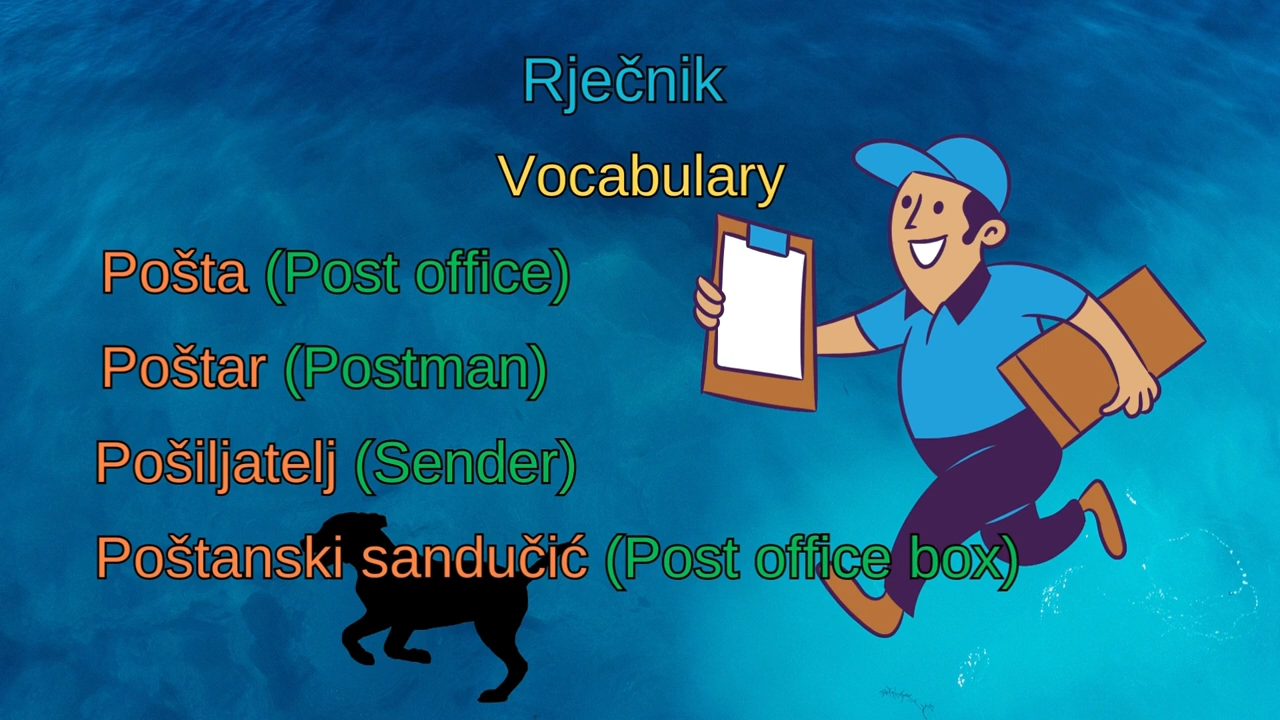 Rječnik
Vocabulary
Pošta (Post office)
Poštar (Postman)
Pošiljatelj (Sender)
Poštanski sandučić (Post office box)